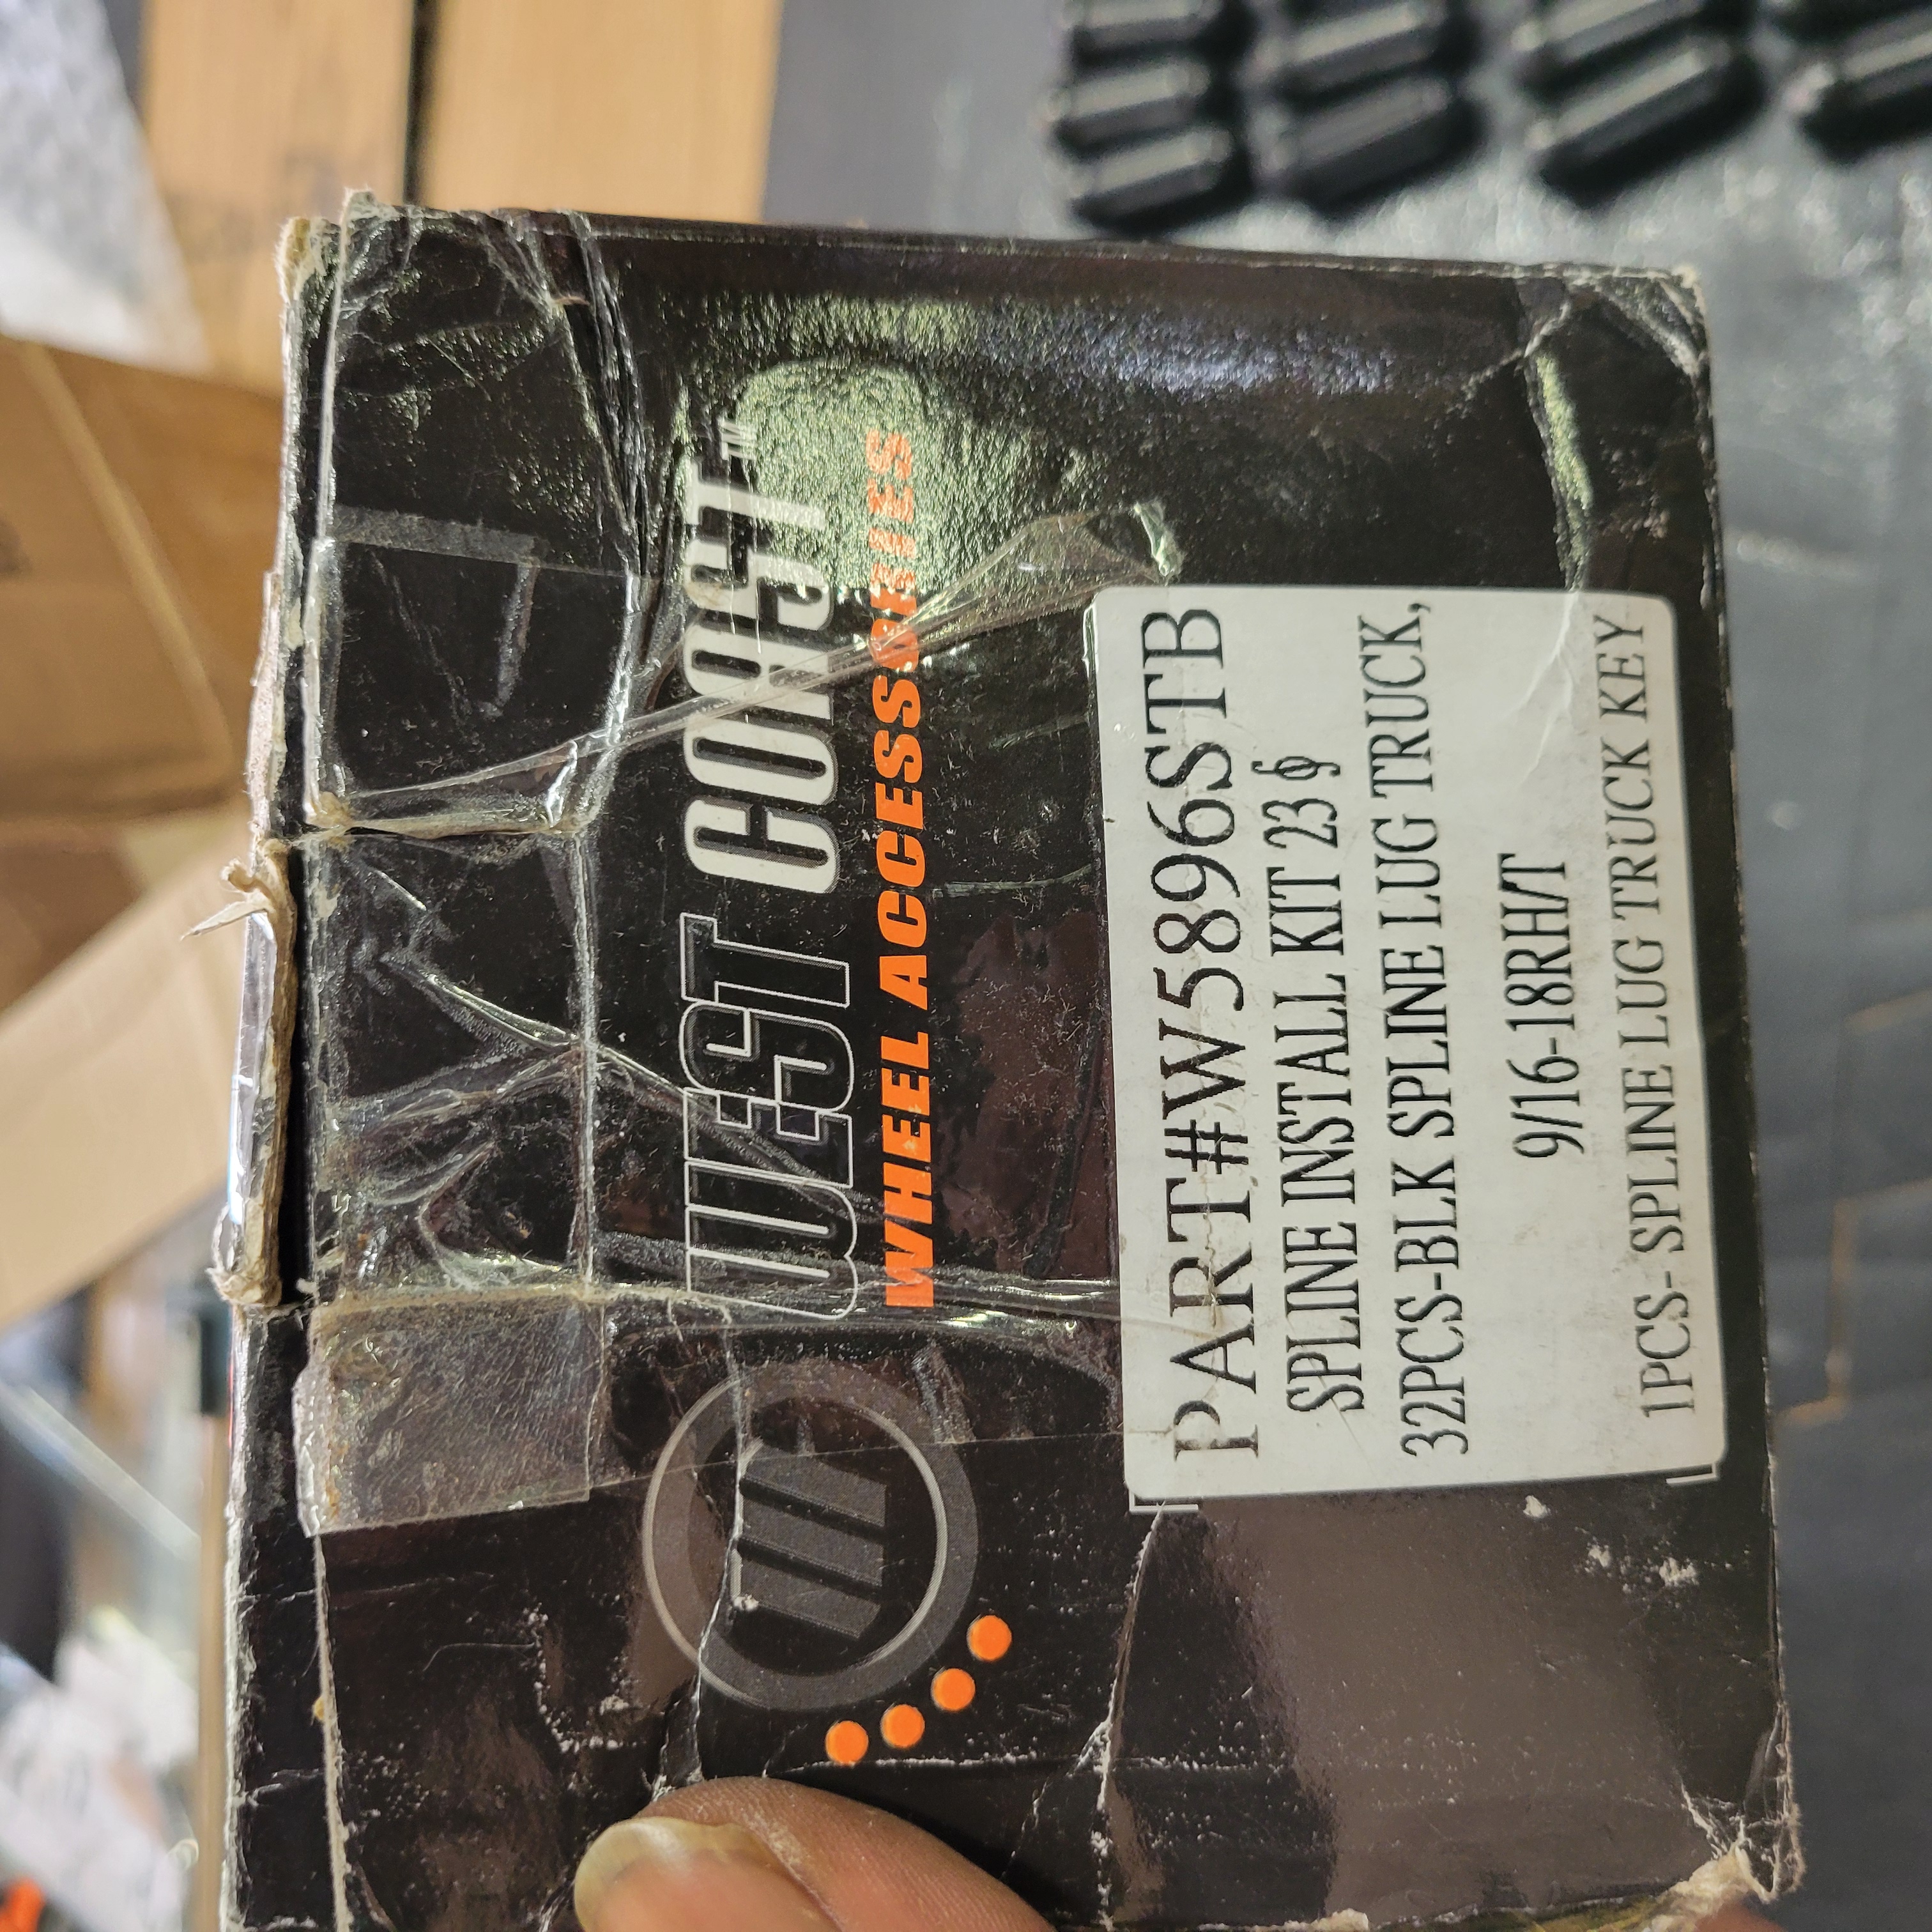 WEST COAST™
WHEEL ACCESSORIES
PART#W5896STB
SPLINE INSTALL KIT 23§
32PCS-BLK SPLINE LUG TRUCK,
9/16-18RH/T
1PCS- SPLINE LUG TRUCK KEY